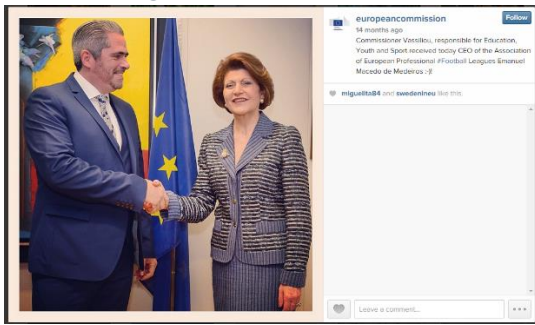 europeancommission
Follow
14 months ago
Commissioner Vassiliou, responsible for Education,
Youth and Sport received today CEO of the Association
of European Professional #Football Leagues Emanuel
Macedo de Medeiros :-)!
miguelita84 and swedenineu like this.
Leave a comment...